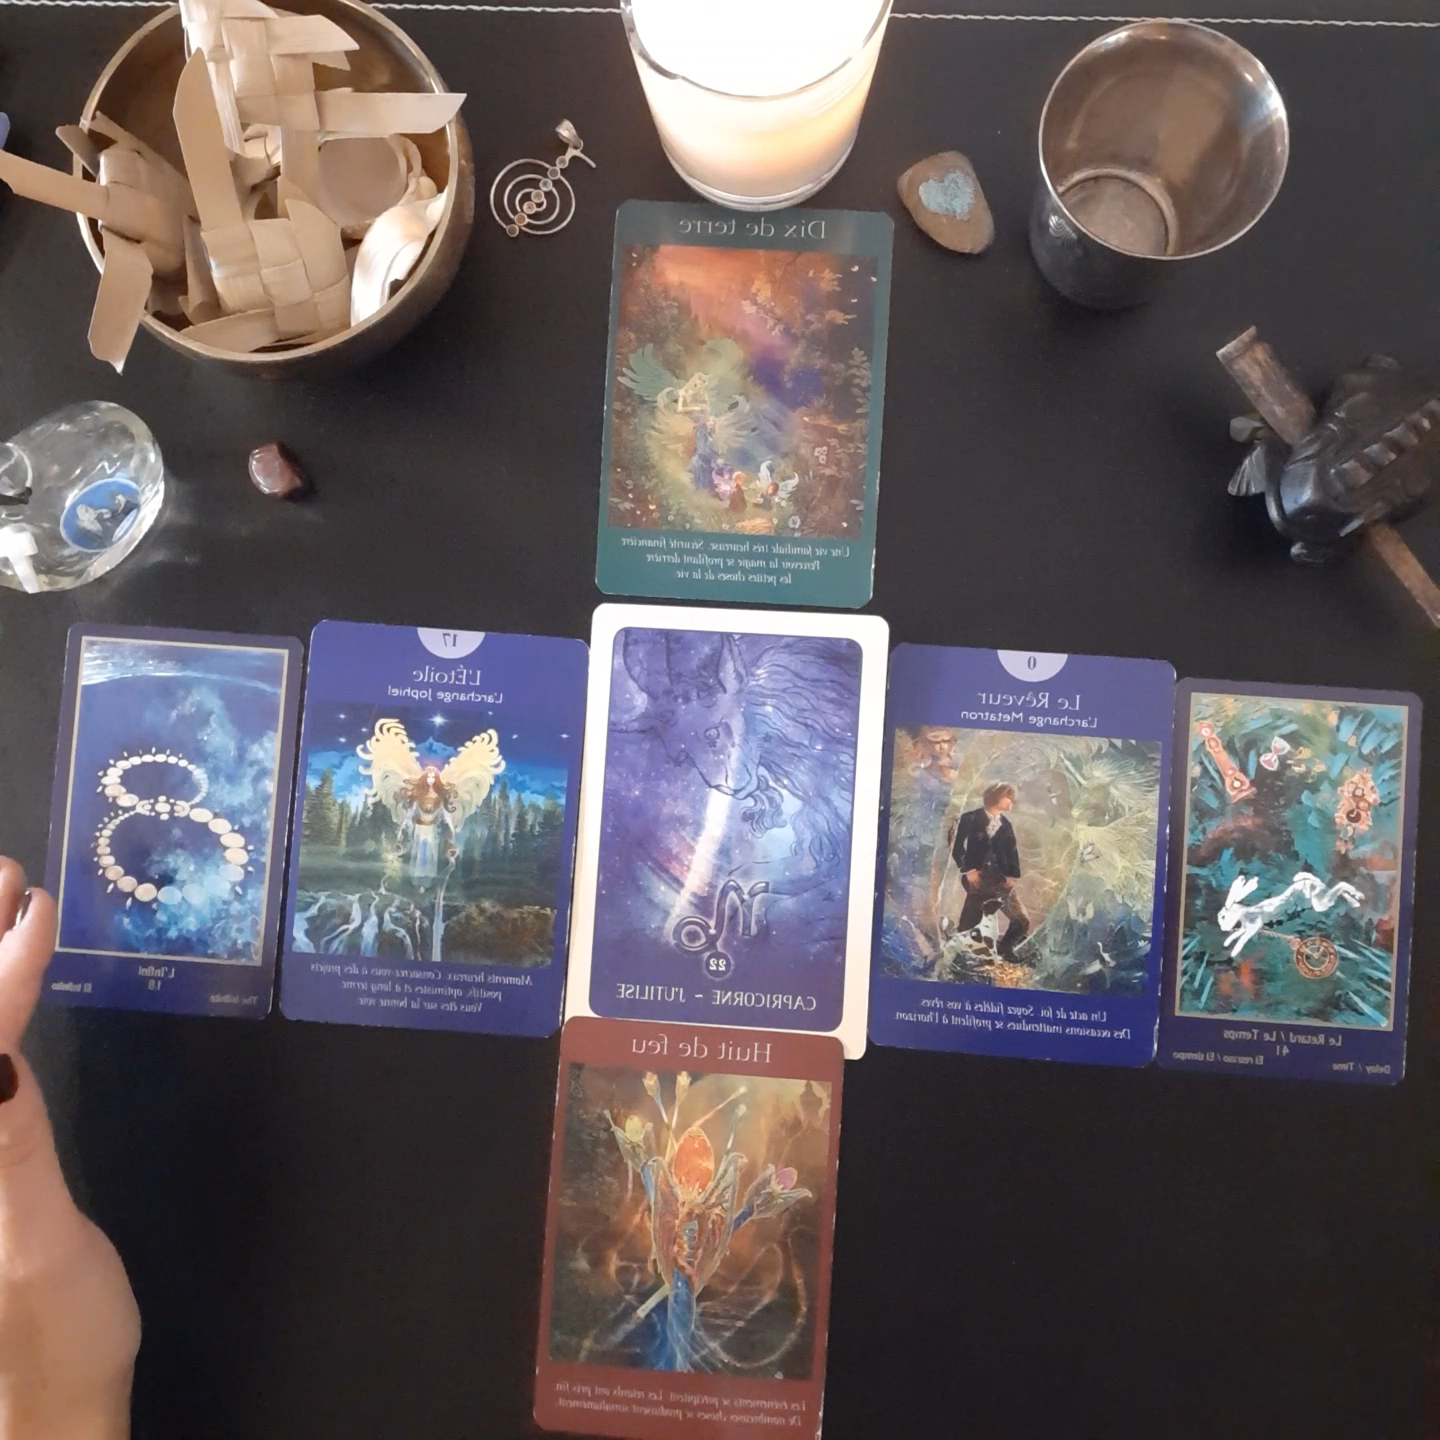 Dix de terre
Une vie familiale très heureuse. Sécurité financière.
Percevoir la magie se profilant derrière
les petites choses de la vie
L'Infini
18
The Infinite
El Infinito
17
L'Étoile
L'archange Jophiel
Moments heureux. Consacrez-vous à des projets
positifs, optimistes et à long terme.
Vous êtes sur la bonne voie
22
CAPRICORNE ~ J'UTILISE
0
Le Rêveur
L'archange Metatron
Un acte de foi. Soyez fidèles à vos rêves.
Des occasions inattendues se profilent à l'horizon.
Le Retard / Le Temps
41
Delay / Time
El retraso / El tiempo
Huit de feu
Les événements se précipitent. Les retards ont pris fin.
De nombreuses choses se produisent simultanément.